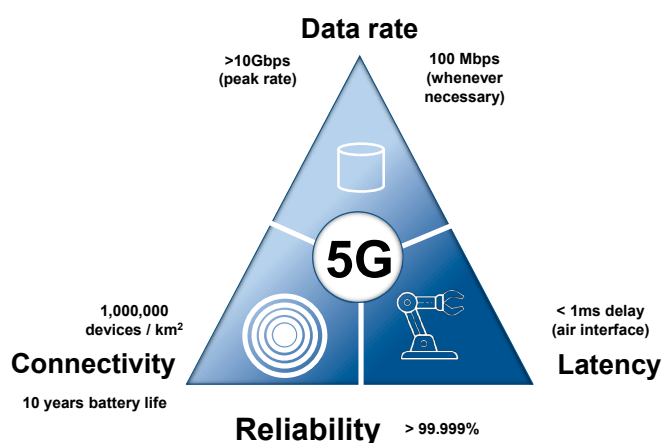 Data rate
>10Gbps
(peak rate)
100 Mbps
(whenever
necessary)
5G
1,000,000
devices / km²
Connectivity
10 years battery life
< 1ms delay
(air interface)
Latency
Reliability
> 99.999%